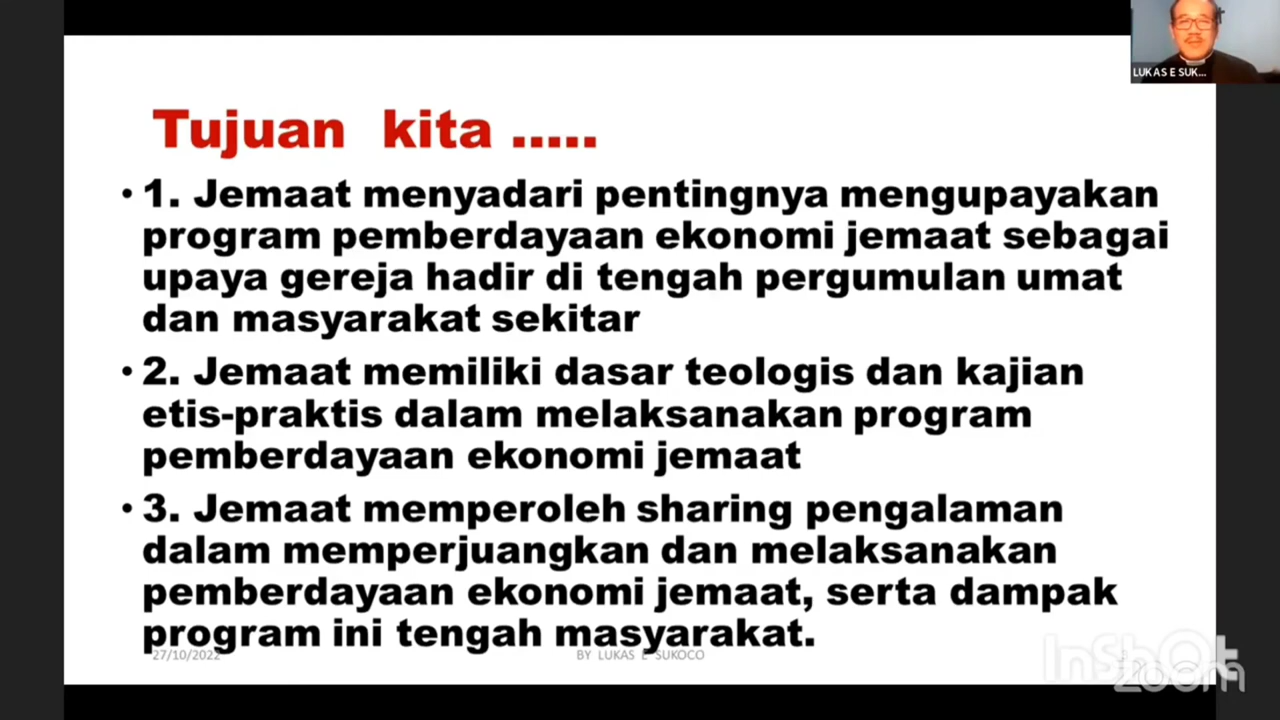 LUKAS E SUK...
Tujuan kita .....
• 1. Jemaat menyadari pentingnya mengupayakan
program pemberdayaan ekonomi jemaat sebagai
upaya gereja hadir di tengah pergumulan umat
dan masyarakat sekitar
• 2. Jemaat memiliki dasar teologis dan kajian
etis-praktis dalam melaksanakan program
pemberdayaan ekonomi jemaat
• 3. Jemaat memperoleh sharing pengalaman
dalam memperjuangkan dan melaksanakan
pemberdayaan ekonomi jemaat, serta dampak
program ini tengah masyarakat.
27/10/2022
BY LUKAS E SUKOCO
InShOt
zoom